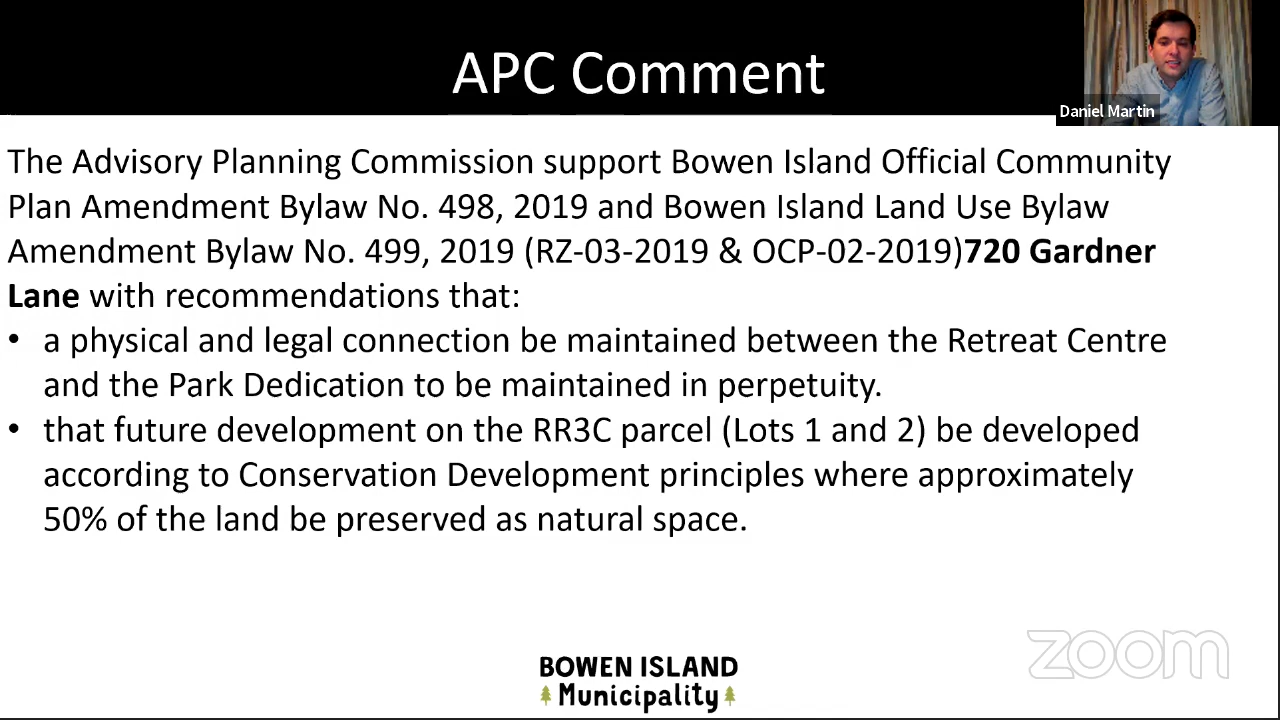 APC Comment
Daniel Martin
The Advisory Planning Commission support Bowen Island Official Community
Plan Amendment Bylaw No. 498, 2019 and Bowen Island Land Use Bylaw
Amendment Bylaw No. 499, 2019 (RZ-03-2019 & OCP-02-2019)720 Gardner
Lane with recommendations that:
• a physical and legal connection be maintained between the Retreat Centre
and the Park Dedication to be maintained in perpetuity.
• that future development on the RR3C parcel (Lots 1 and 2) be developed
according to Conservation Development principles where approximately
50% of the land be preserved as natural space.
BOWEN ISLAND
Municipality
zoom